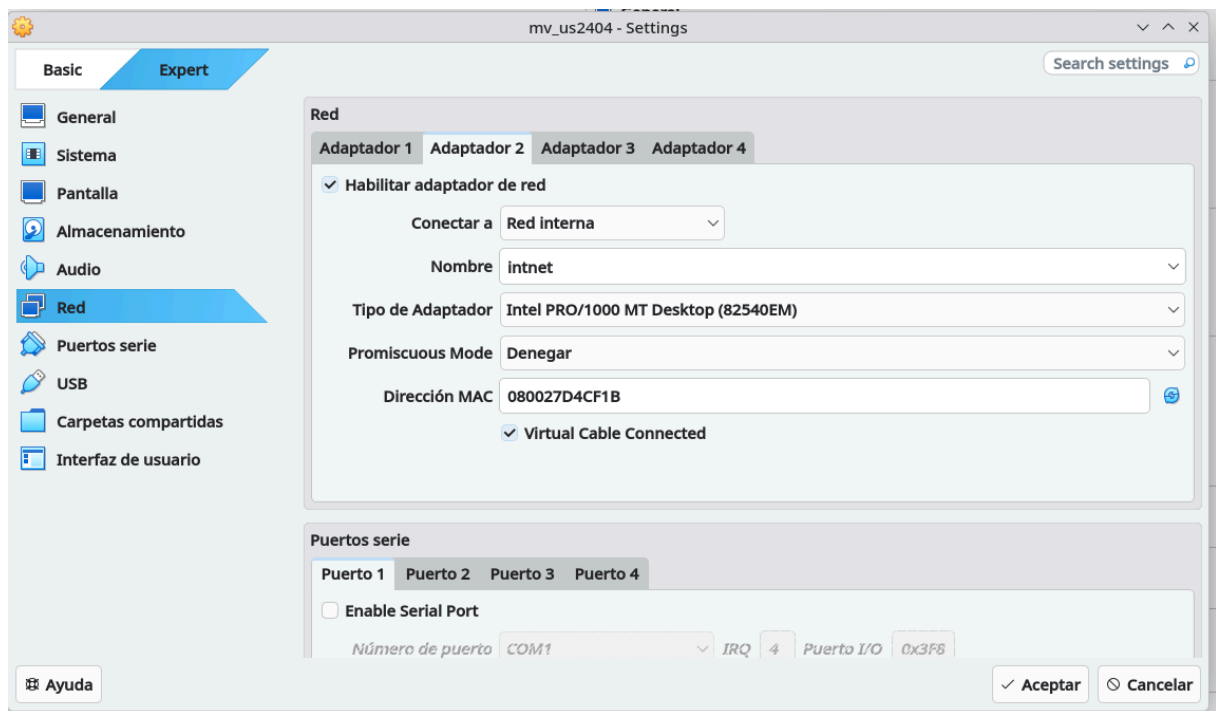 mv_us2404 - Settings
Basic
Expert
Search settings
General
Sistema
Pantalla
Almacenamiento
Audio
Red
Puertos serie
USB
Carpetas compartidas
Interfaz de usuario
Red
Adaptador 1 Adaptador 2 Adaptador 3 Adaptador 4
Habilitar adaptador de red
Conectar a Red interna
Nombre intnet
Tipo de Adaptador Intel PRO/1000 MT Desktop (82540EM)
Promiscuous Mode Denegar
Dirección MAC 080027D4CF1B
Virtual Cable Connected
Puertos serie
Puerto 1 Puerto 2 Puerto 3 Puerto 4
Enable Serial Port
Número de puerto COM1 IRQ 4 Puerto I/O 0x3F8
Ayuda
Aceptar
Cancelar